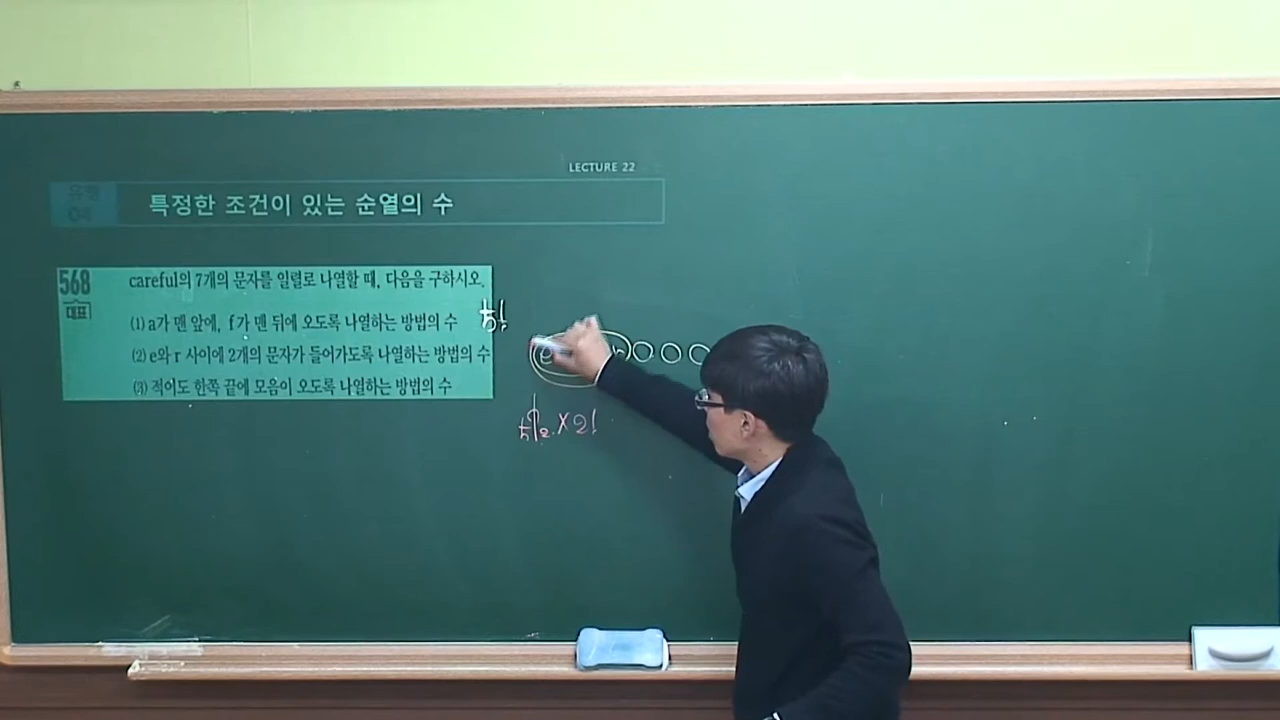 LECTURE 22
유형 04 특정한 조건이 있는 순열의 수
568 careful의 7개의 문자를 일렬로 나열할 때, 다음을 구하시오.
대표
(1) a가 맨 앞에, f가 맨 뒤에 오도록 나열하는 방법의 수 5!
(2) e와 r 사이에 2개의 문자가 들어가도록 나열하는 방법의 수
(3) 적어도 한쪽 끝에 모음이 오도록 나열하는 방법의 수
e r ○ ○ ○
₅P₂ × 2!